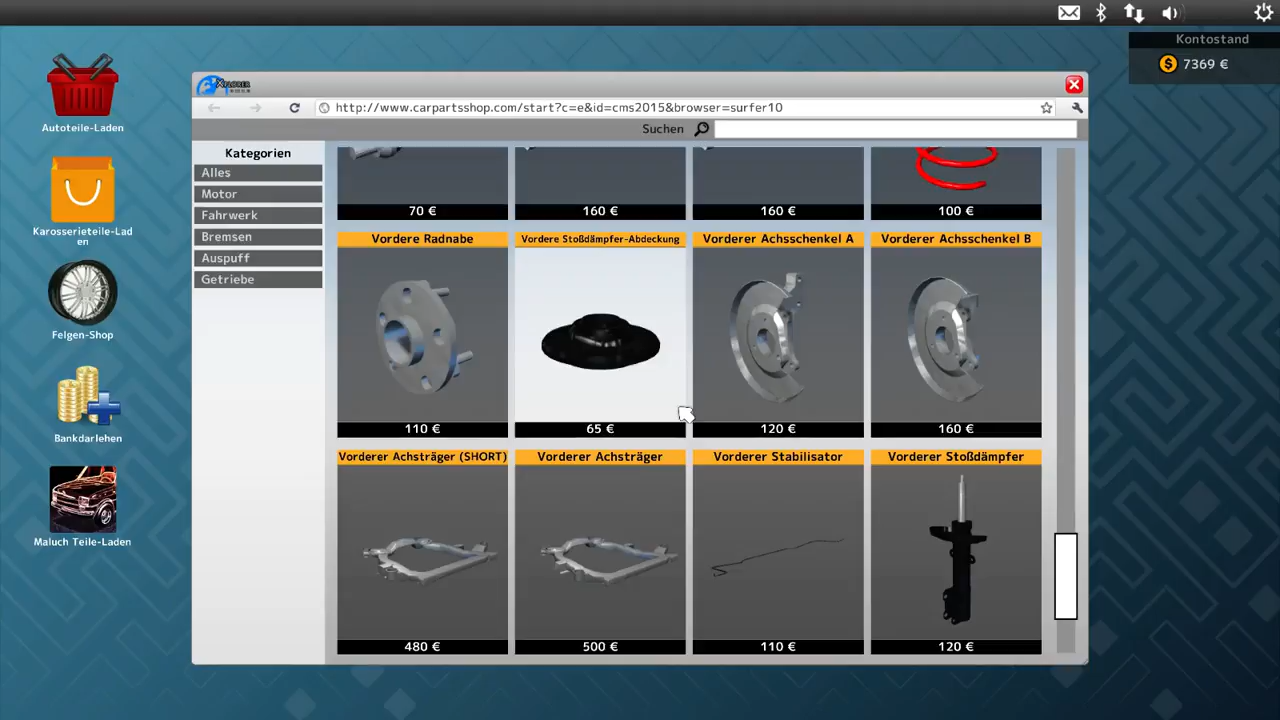 Kontostand
7369 €
Autoteile-Laden
Karosserieteile-Lad
en
Felgen-Shop
Bankdarlehen
Maluch Teile-Laden
XPLORER
http://www.carpartsshop.com/start?c=e&id=cms2015&browser=surfer10
Suchen
Kategorien
Alles
Motor
Fahrwerk
Bremsen
Auspuff
Getriebe
70 €
160 €
160 €
100 €
Vordere Radnabe
Vordere Stoßdämpfer-Abdeckung
Vorderer Achsschenkel A
Vorderer Achsschenkel B
110 €
65 €
120 €
160 €
Vorderer Achsträger (SHORT)
Vorderer Achsträger
Vorderer Stabilisator
Vorderer Stoßdämpfer
480 €
500 €
110 €
120 €